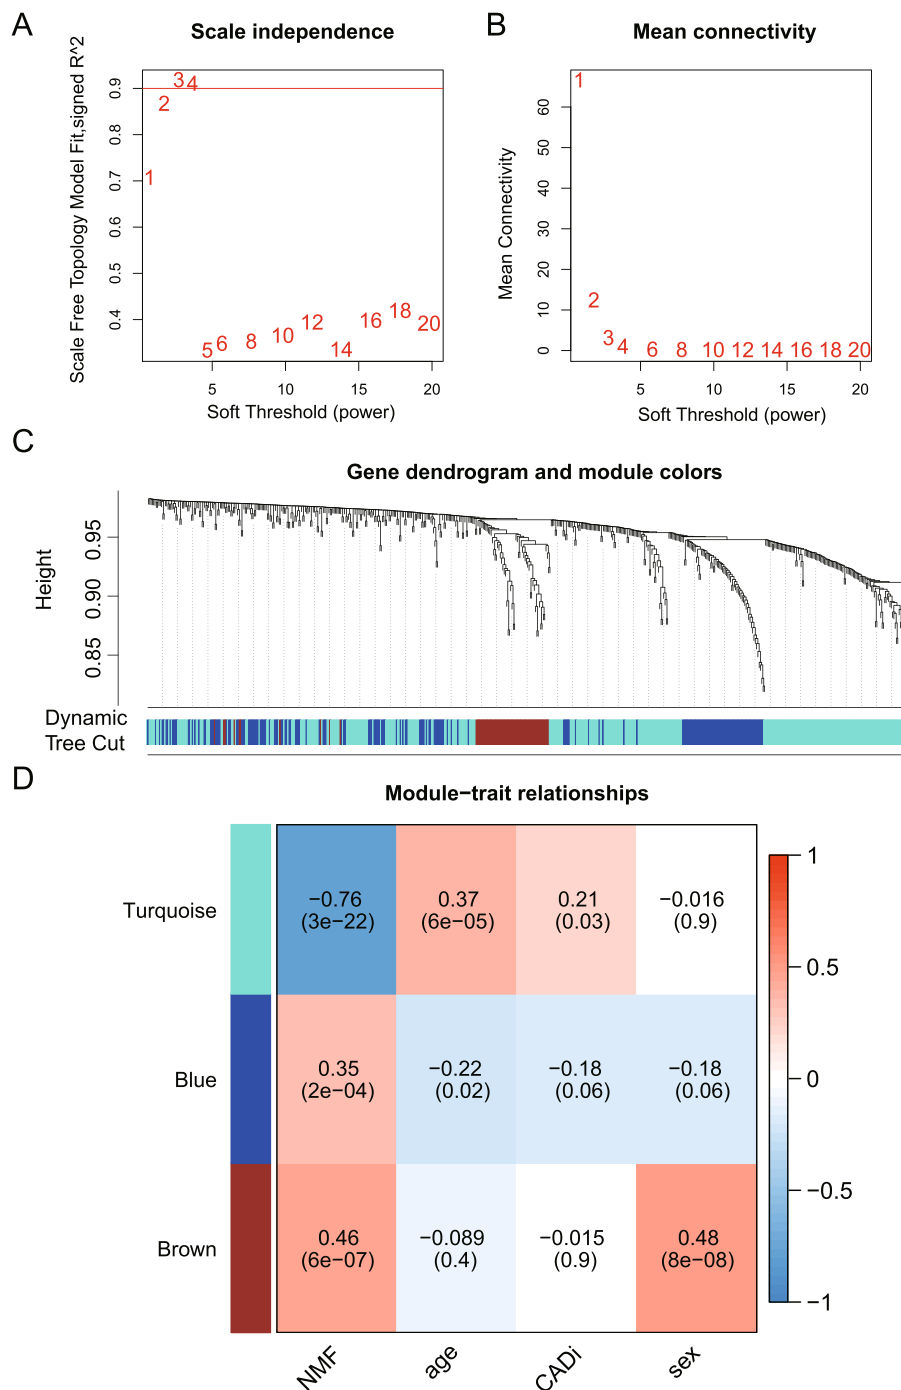 A
Scale independence
Scale Free Topology Model Fit,signed R^2
0.9
0.8
0.7
0.6
0.5
0.4
1
2
3
4
5
6
8
10
12
14
16
18
20
5
10
15
20
Soft Threshold (power)
B
Mean connectivity
Mean Connectivity
60
50
40
30
20
10
0
1
2
3
4
6
8
10
12
14
16
18
20
5
10
15
20
Soft Threshold (power)
C
Gene dendrogram and module colors
Height
0.95
0.90
0.85
Dynamic
Tree Cut
D
Module−trait relationships
Turquoise
−0.76
(3e−22)
0.37
(6e−05)
0.21
(0.03)
−0.016
(0.9)
Blue
0.35
(2e−04)
−0.22
(0.02)
−0.18
(0.06)
−0.18
(0.06)
Brown
0.46
(6e−07)
−0.089
(0.4)
−0.015
(0.9)
0.48
(8e−08)
NMF
age
CADi
sex
1
0.5
0
−0.5
−1